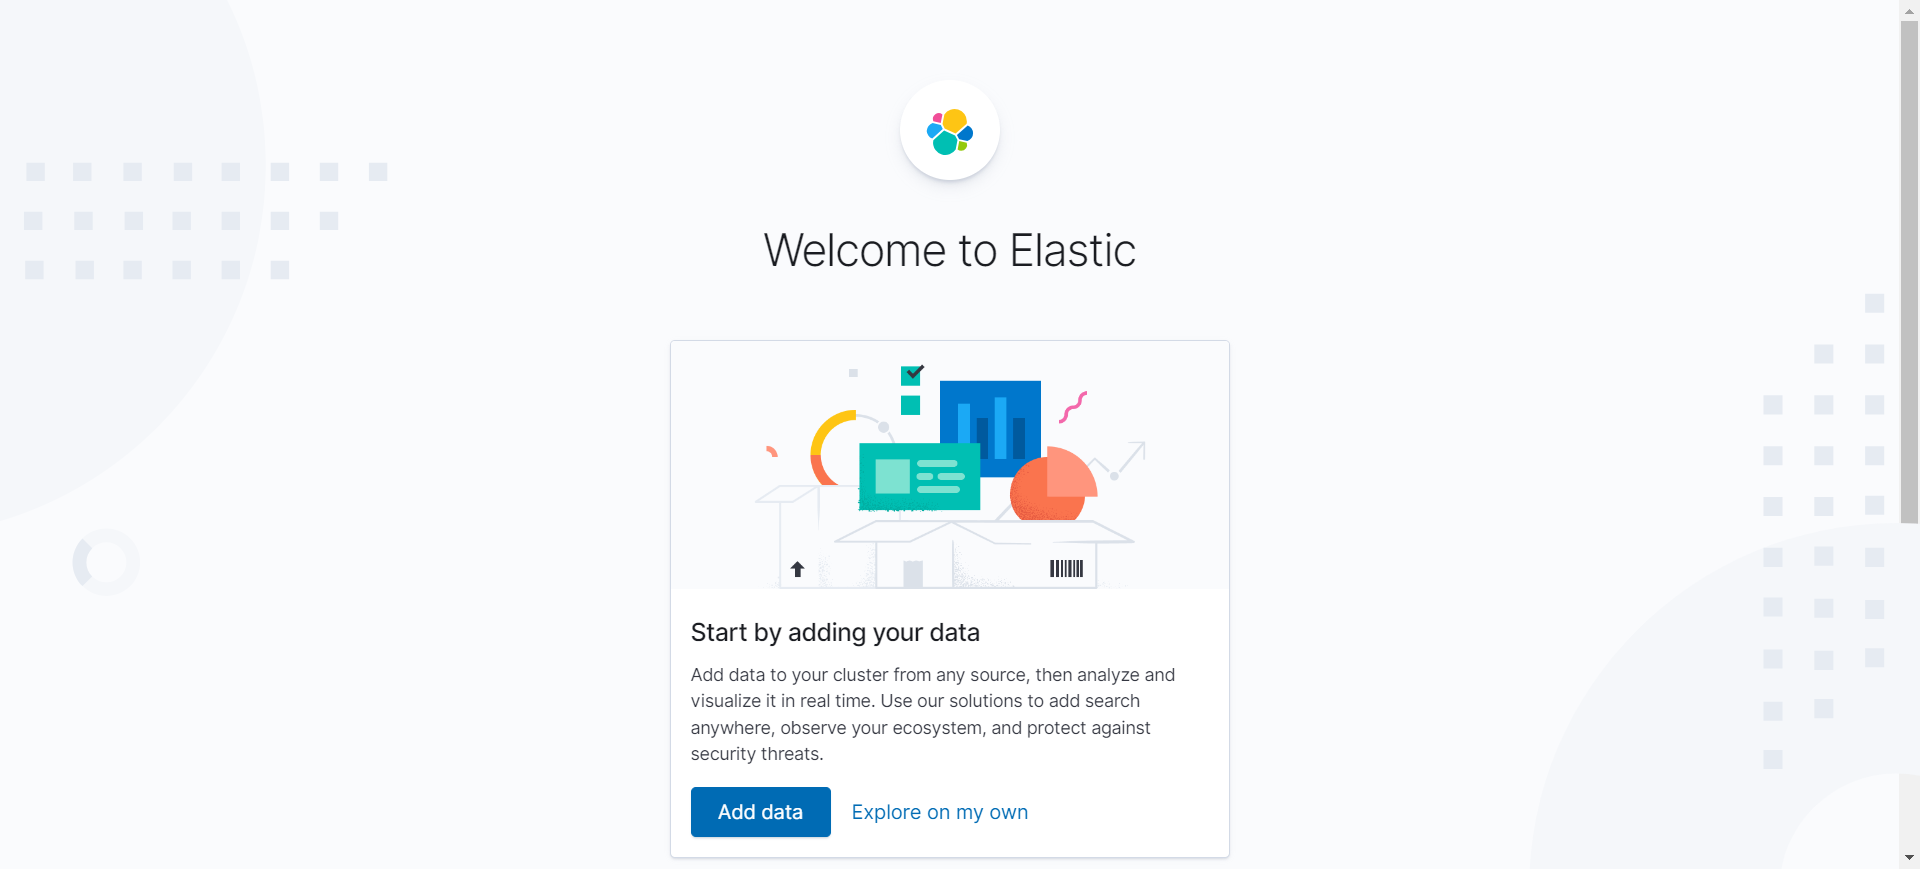 Welcome to Elastic
Start by adding your data
Add data to your cluster from any source, then analyze and
visualize it in real time. Use our solutions to add search
anywhere, observe your ecosystem, and protect against
security threats.
Add data Explore on my own